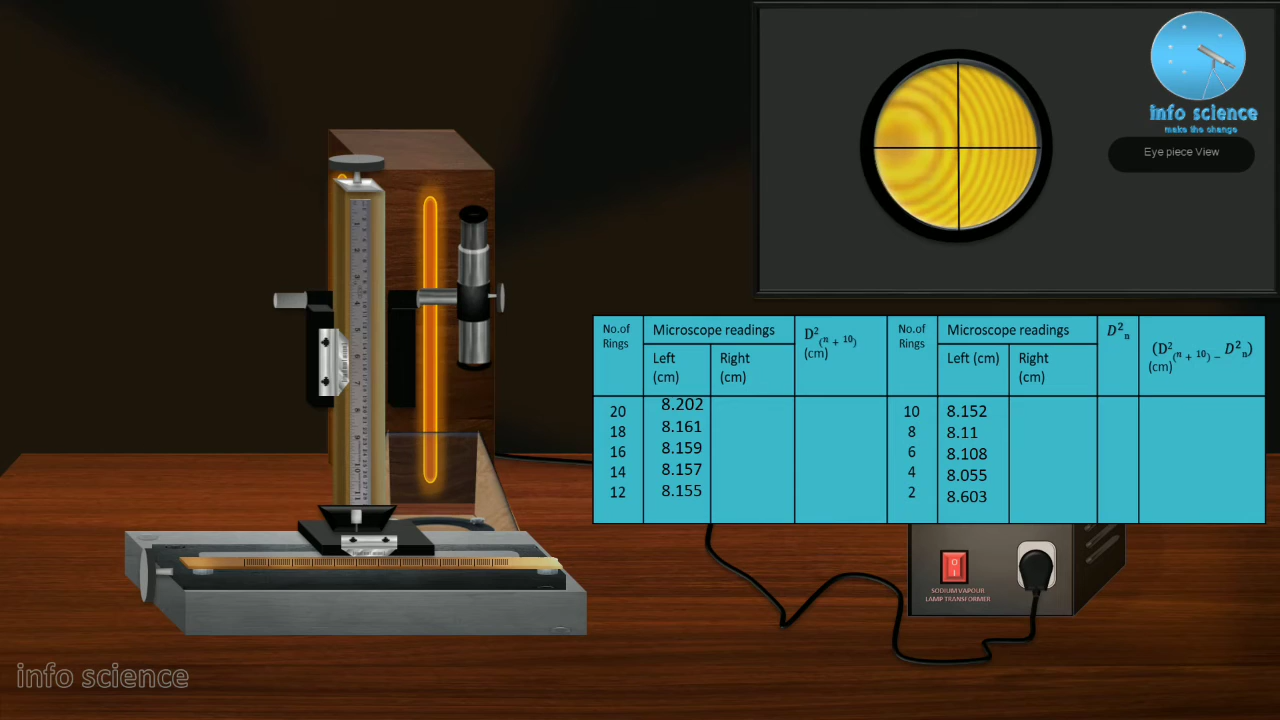 info science
make the change
Eye piece View
No.of Rings | Microscope readings | D²(n + 10) (cm) | No.of Rings | Microscope readings | D²n | (D²(n + 10) – D²n) (cm)
Left (cm) | Right (cm) | Left (cm) | Right (cm)
20 8.202 10 8.152
18 8.161 8 8.11
16 8.159 6 8.108
14 8.157 4 8.055
12 8.155 2 8.603
O
I
SODIUM VAPOUR
LAMP TRANSFORMER
info science